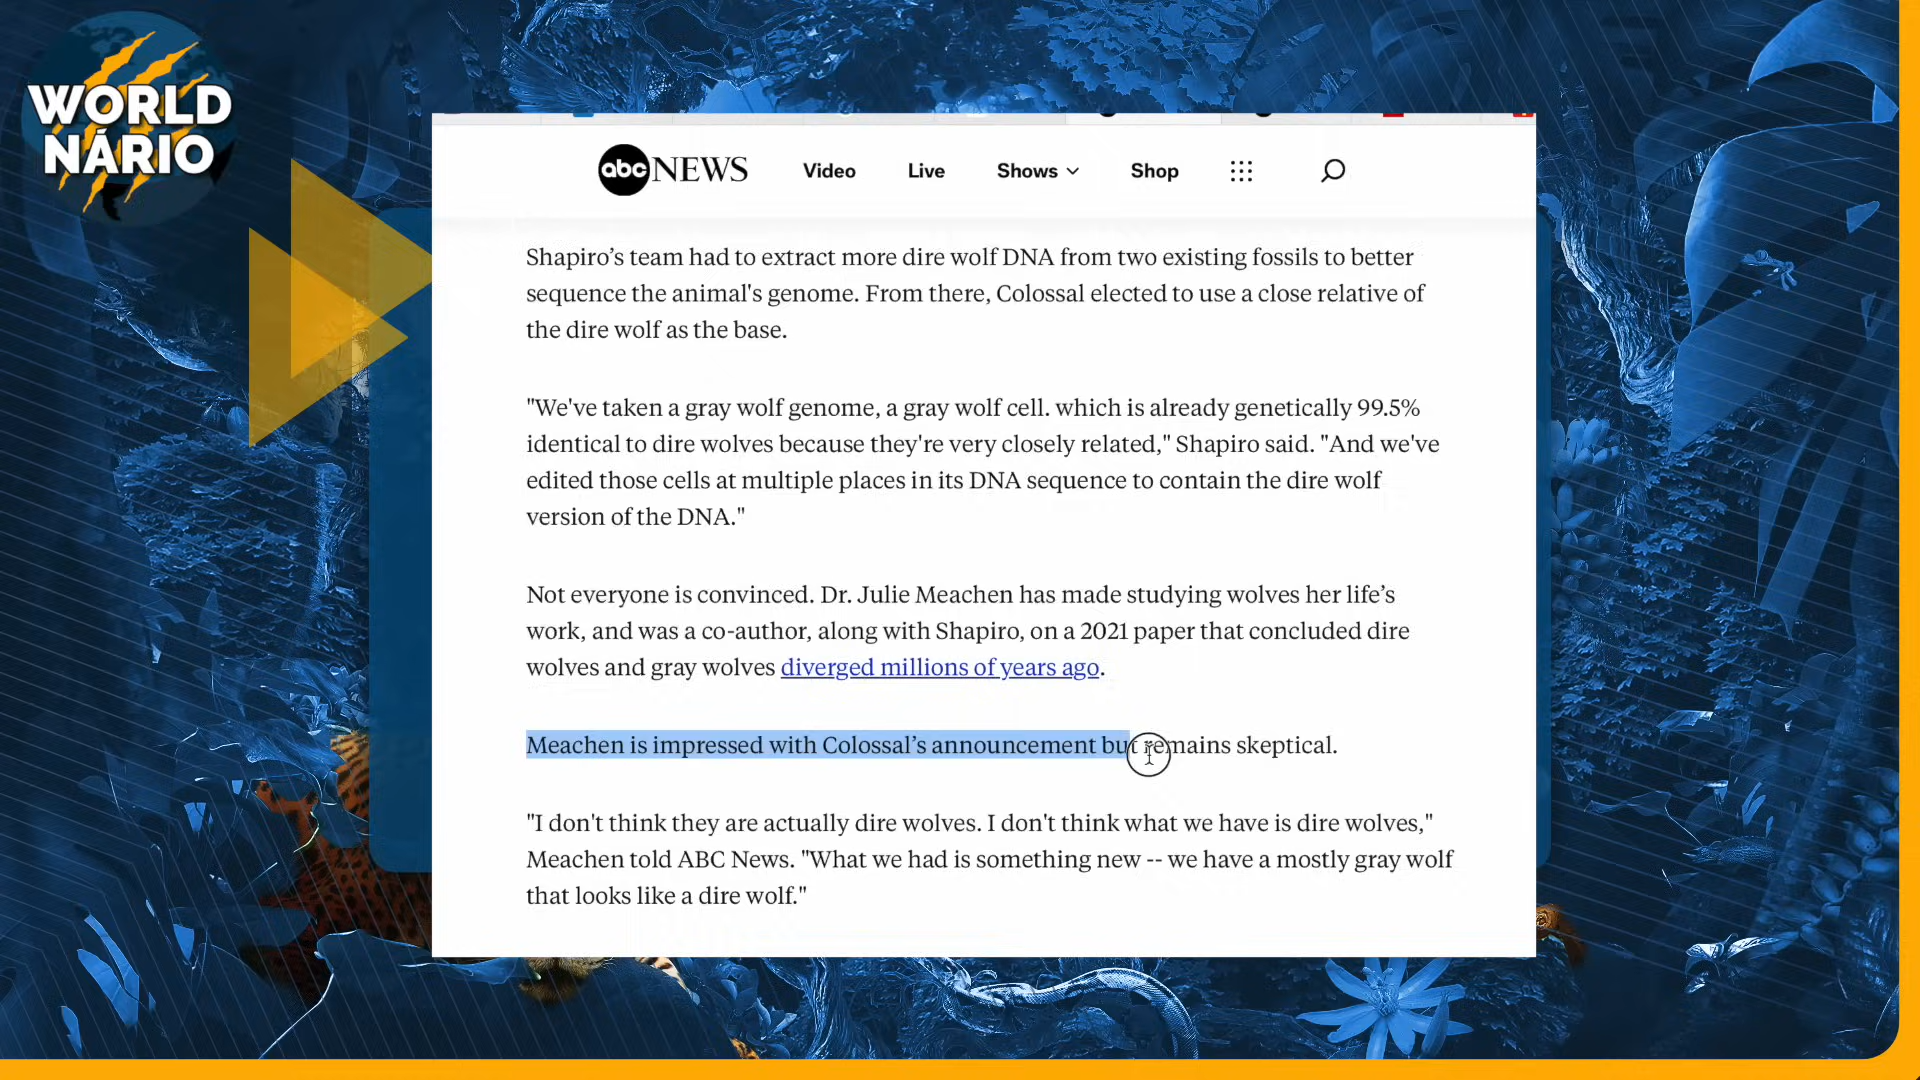 WORLD
NÁRIO
abc NEWS Video Live Shows Shop
Shapiro’s team had to extract more dire wolf DNA from two existing fossils to better
sequence the animal's genome. From there, Colossal elected to use a close relative of
the dire wolf as the base.
"We've taken a gray wolf genome, a gray wolf cell. which is already genetically 99.5%
identical to dire wolves because they're very closely related," Shapiro said. "And we've
edited those cells at multiple places in its DNA sequence to contain the dire wolf
version of the DNA."
Not everyone is convinced. Dr. Julie Meachen has made studying wolves her life’s
work, and was a co-author, along with Shapiro, on a 2021 paper that concluded dire
wolves and gray wolves diverged millions of years ago.
Meachen is impressed with Colossal’s announcement but remains skeptical.
"I don't think they are actually dire wolves. I don't think what we have is dire wolves,"
Meachen told ABC News. "What we had is something new -- we have a mostly gray wolf
that looks like a dire wolf."